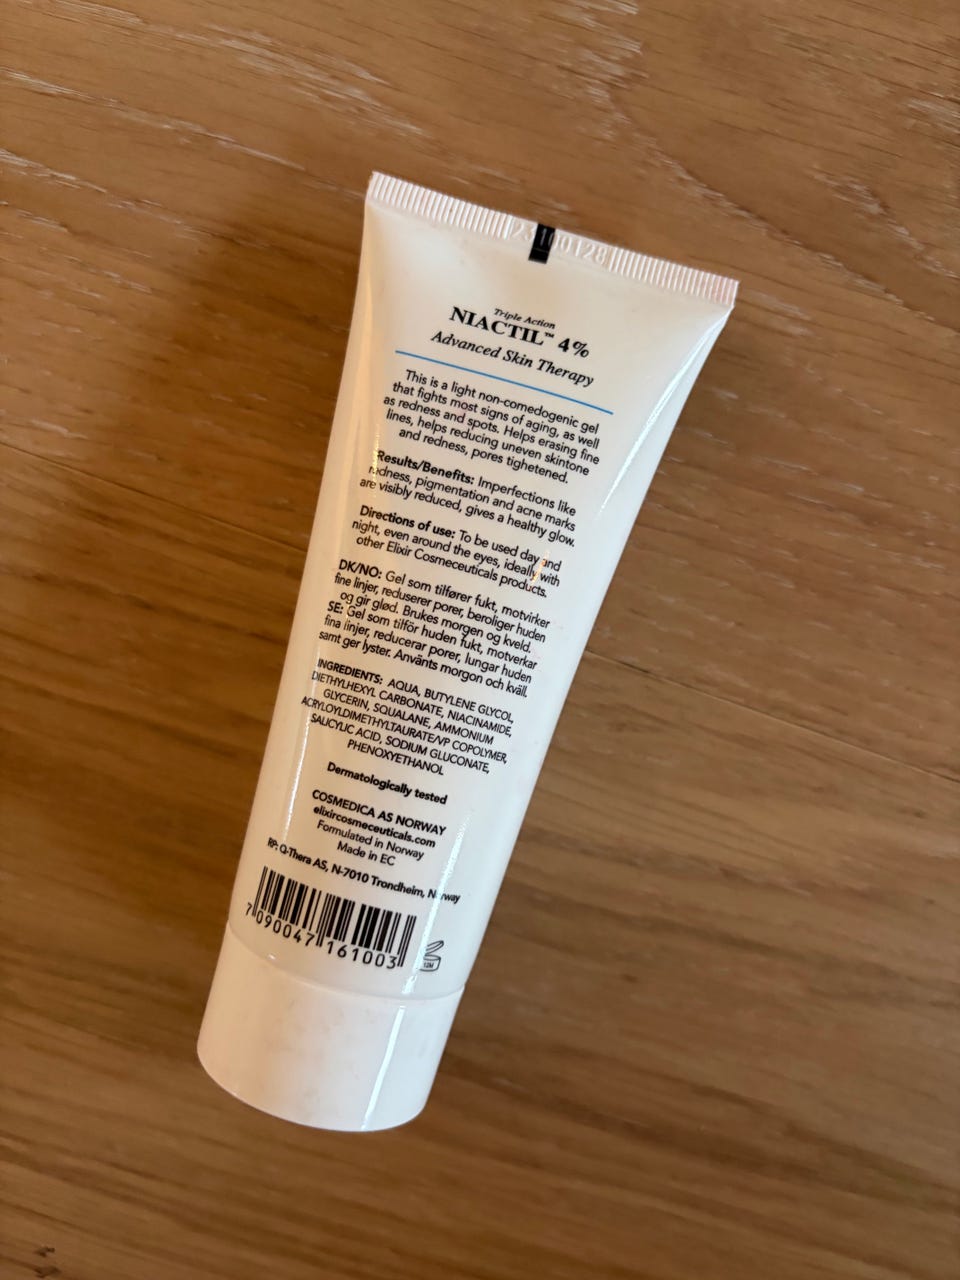 23100128
Triple Action
NIACTIL™ 4%
Advanced Skin Therapy
This is a light non-comedogenic gel
that fights most signs of aging, as well
as redness and spots. Helps erasing fine
lines, helps reducing uneven skintone
and redness, pores tighetened.
Results/Benefits: Imperfections like
redness, pigmentation and acne marks
are visibly reduced, gives a healthy glow.
Directions of use: To be used day and
night, even around the eyes, ideally with
other Elixir Cosmeceuticals products.
DK/NO: Gel som tilfører fukt, motvirker
fine linjer, reduserer porer, beroliger huden
og gir glød. Brukes morgen og kveld.
SE: Gel som tilför huden fukt, motverkar
fina linjer, reducerar porer, lungar huden
samt ger lyster. Använts morgon och kväll.
INGREDIENTS: AQUA, BUTYLENE GLYCOL,
DIETHYLHEXYL CARBONATE, NIACINAMIDE,
GLYCERIN, SQUALANE, AMMONIUM
ACRYLOYLDIMETHYLTAURATE/VP COPOLYMER,
SALICYLIC ACID, SODIUM GLUCONATE,
PHENOXYETHANOL
Dermatologically tested
COSMEDICA AS NORWAY
elixircosmeceuticals.com
Formulated in Norway
Made in EC
RP: Q-Thera AS, N-7010 Trondheim, Norway
7 090047 161003
12M